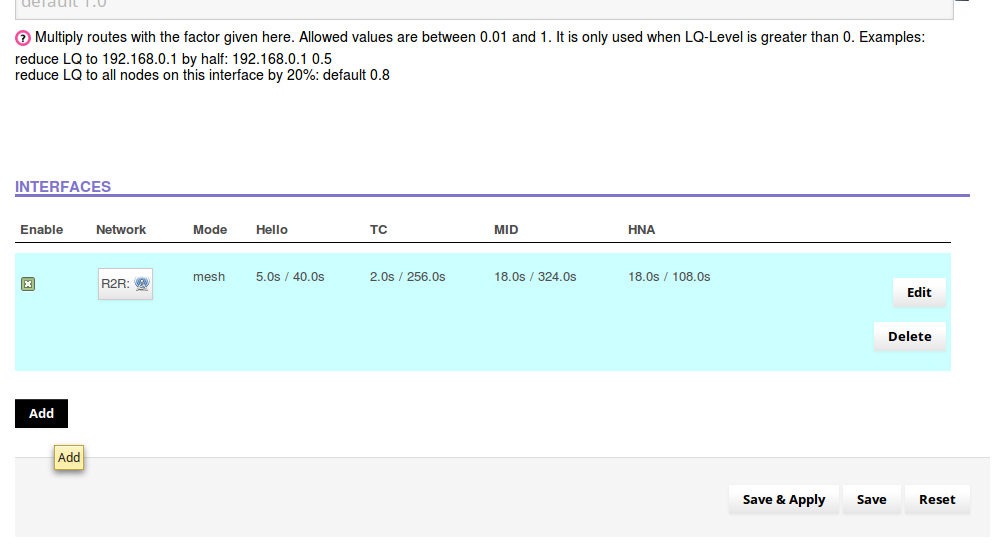 default 1.0
Multiply routes with the factor given here. Allowed values are between 0.01 and 1. It is only used when LQ-Level is greater than 0. Examples:
reduce LQ to 192.168.0.1 by half: 192.168.0.1 0.5
reduce LQ to all nodes on this interface by 20%: default 0.8
INTERFACES
Enable Network Mode Hello TC MID HNA
R2R: mesh 5.0s / 40.0s 2.0s / 256.0s 18.0s / 324.0s 18.0s / 108.0s
Edit
Delete
Add
Add
Save & Apply Save Reset